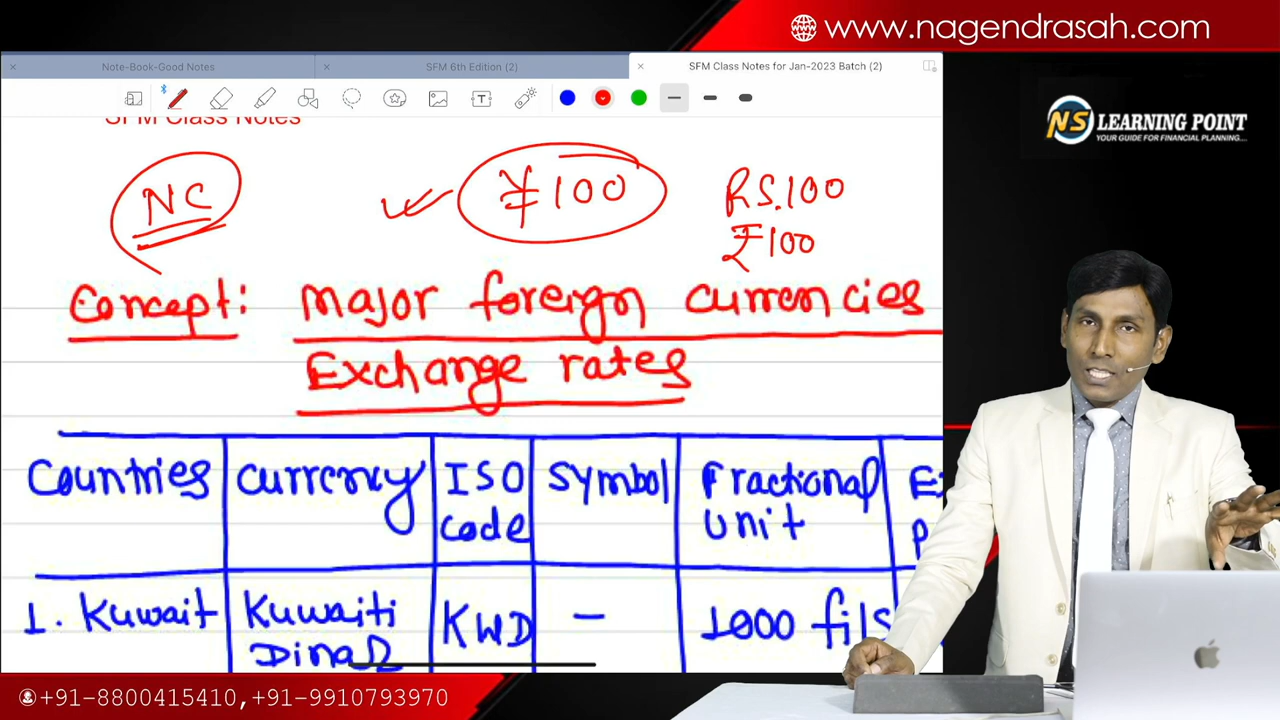 www.nagendrasah.com
Note-Book-Good Notes
SFM 6th Edition (2)
SFM Class Notes for Jan-2023 Batch (2)
NS LEARNING POINT
YOUR GUIDE FOR FINANCIAL PLANNING....
SFM Class Notes
NC
¥100
RS.100
₹100
Concept: Major foreign currencies
Exchange rates
Countries
Currency
ISO
code
Symbol
Fractional
unit
1. Kuwait
Kuwaiti
Dinar
KWD
–
1000 fils
+91-8800415410,+91-9910793970